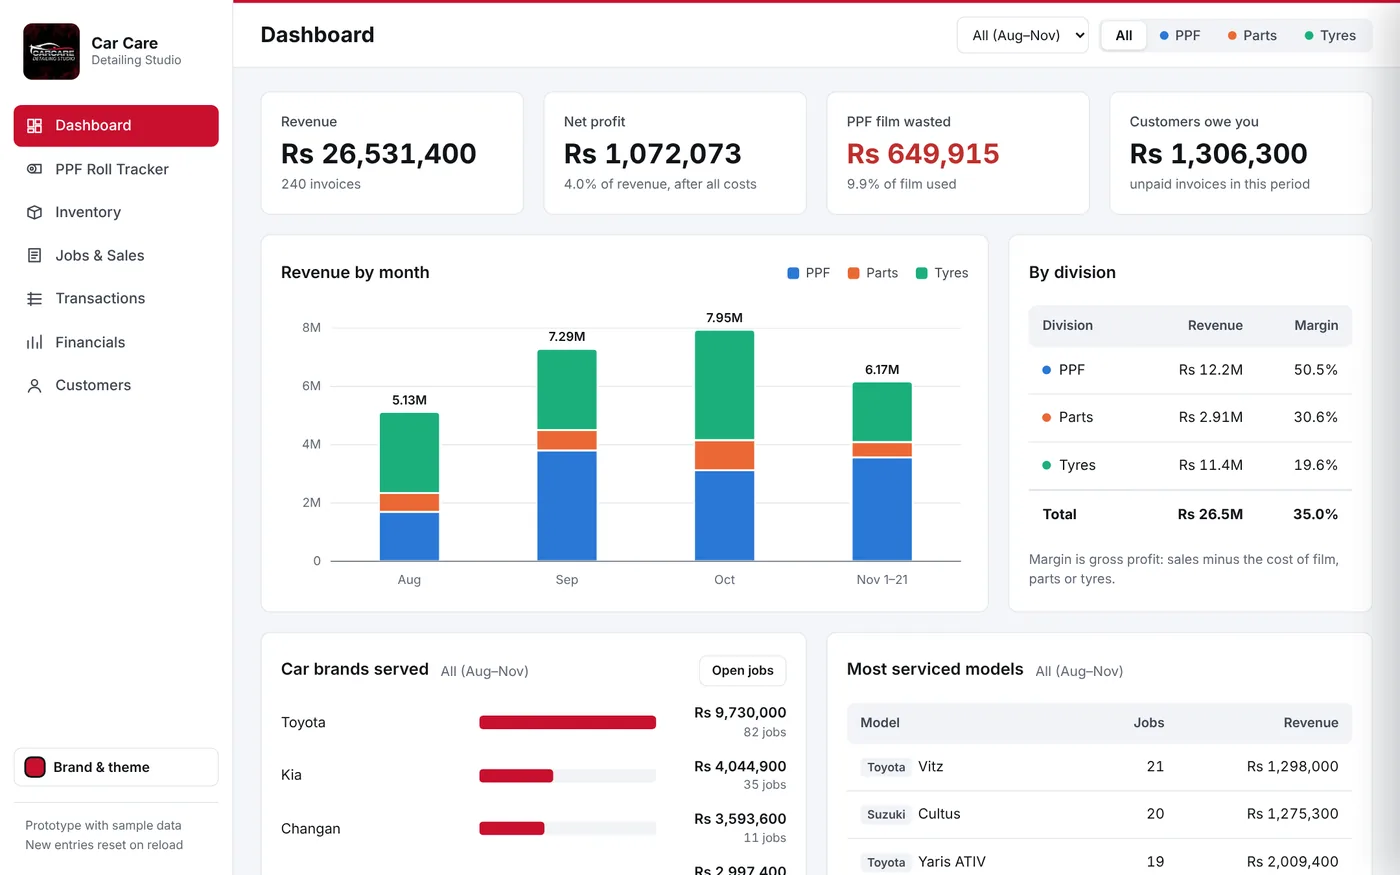 CARCARE
DETAILING STUDIO
Car Care
Detailing Studio
Dashboard
PPF Roll Tracker
Inventory
Jobs & Sales
Transactions
Financials
Customers
Brand & theme
Prototype with sample data
New entries reset on reload
Dashboard
All (Aug–Nov)
All PPF Parts Tyres
Revenue
Rs 26,531,400
240 invoices
Net profit
Rs 1,072,073
4.0% of revenue, after all costs
PPF film wasted
Rs 649,915
9.9% of film used
Customers owe you
Rs 1,306,300
unpaid invoices in this period
Revenue by month
PPF Parts Tyres
8M
6M
4M
2M
0
5.13M
7.29M
7.95M
6.17M
Aug Sep Oct Nov 1–21
By division
Division Revenue Margin
PPF Rs 12.2M 50.5%
Parts Rs 2.91M 30.6%
Tyres Rs 11.4M 19.6%
Total Rs 26.5M 35.0%
Margin is gross profit: sales minus the cost of film,
parts or tyres.
Car brands served All (Aug–Nov)
Open jobs
Toyota Rs 9,730,000
82 jobs
Kia Rs 4,044,900
35 jobs
Changan Rs 3,593,600
11 jobs
Rs 2,997,400
Most serviced models All (Aug–Nov)
Model Jobs Revenue
Toyota Vitz 21 Rs 1,298,000
Suzuki Cultus 20 Rs 1,275,300
Toyota Yaris ATIV 19 Rs 2,009,400